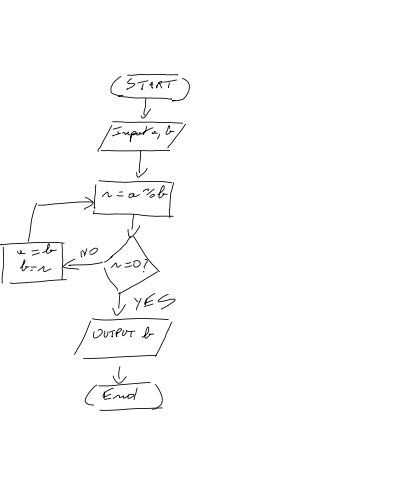 START
Input a, b
r = a % b
r=0?
NO
a = b
b=r
YES
OUTPUT b
End